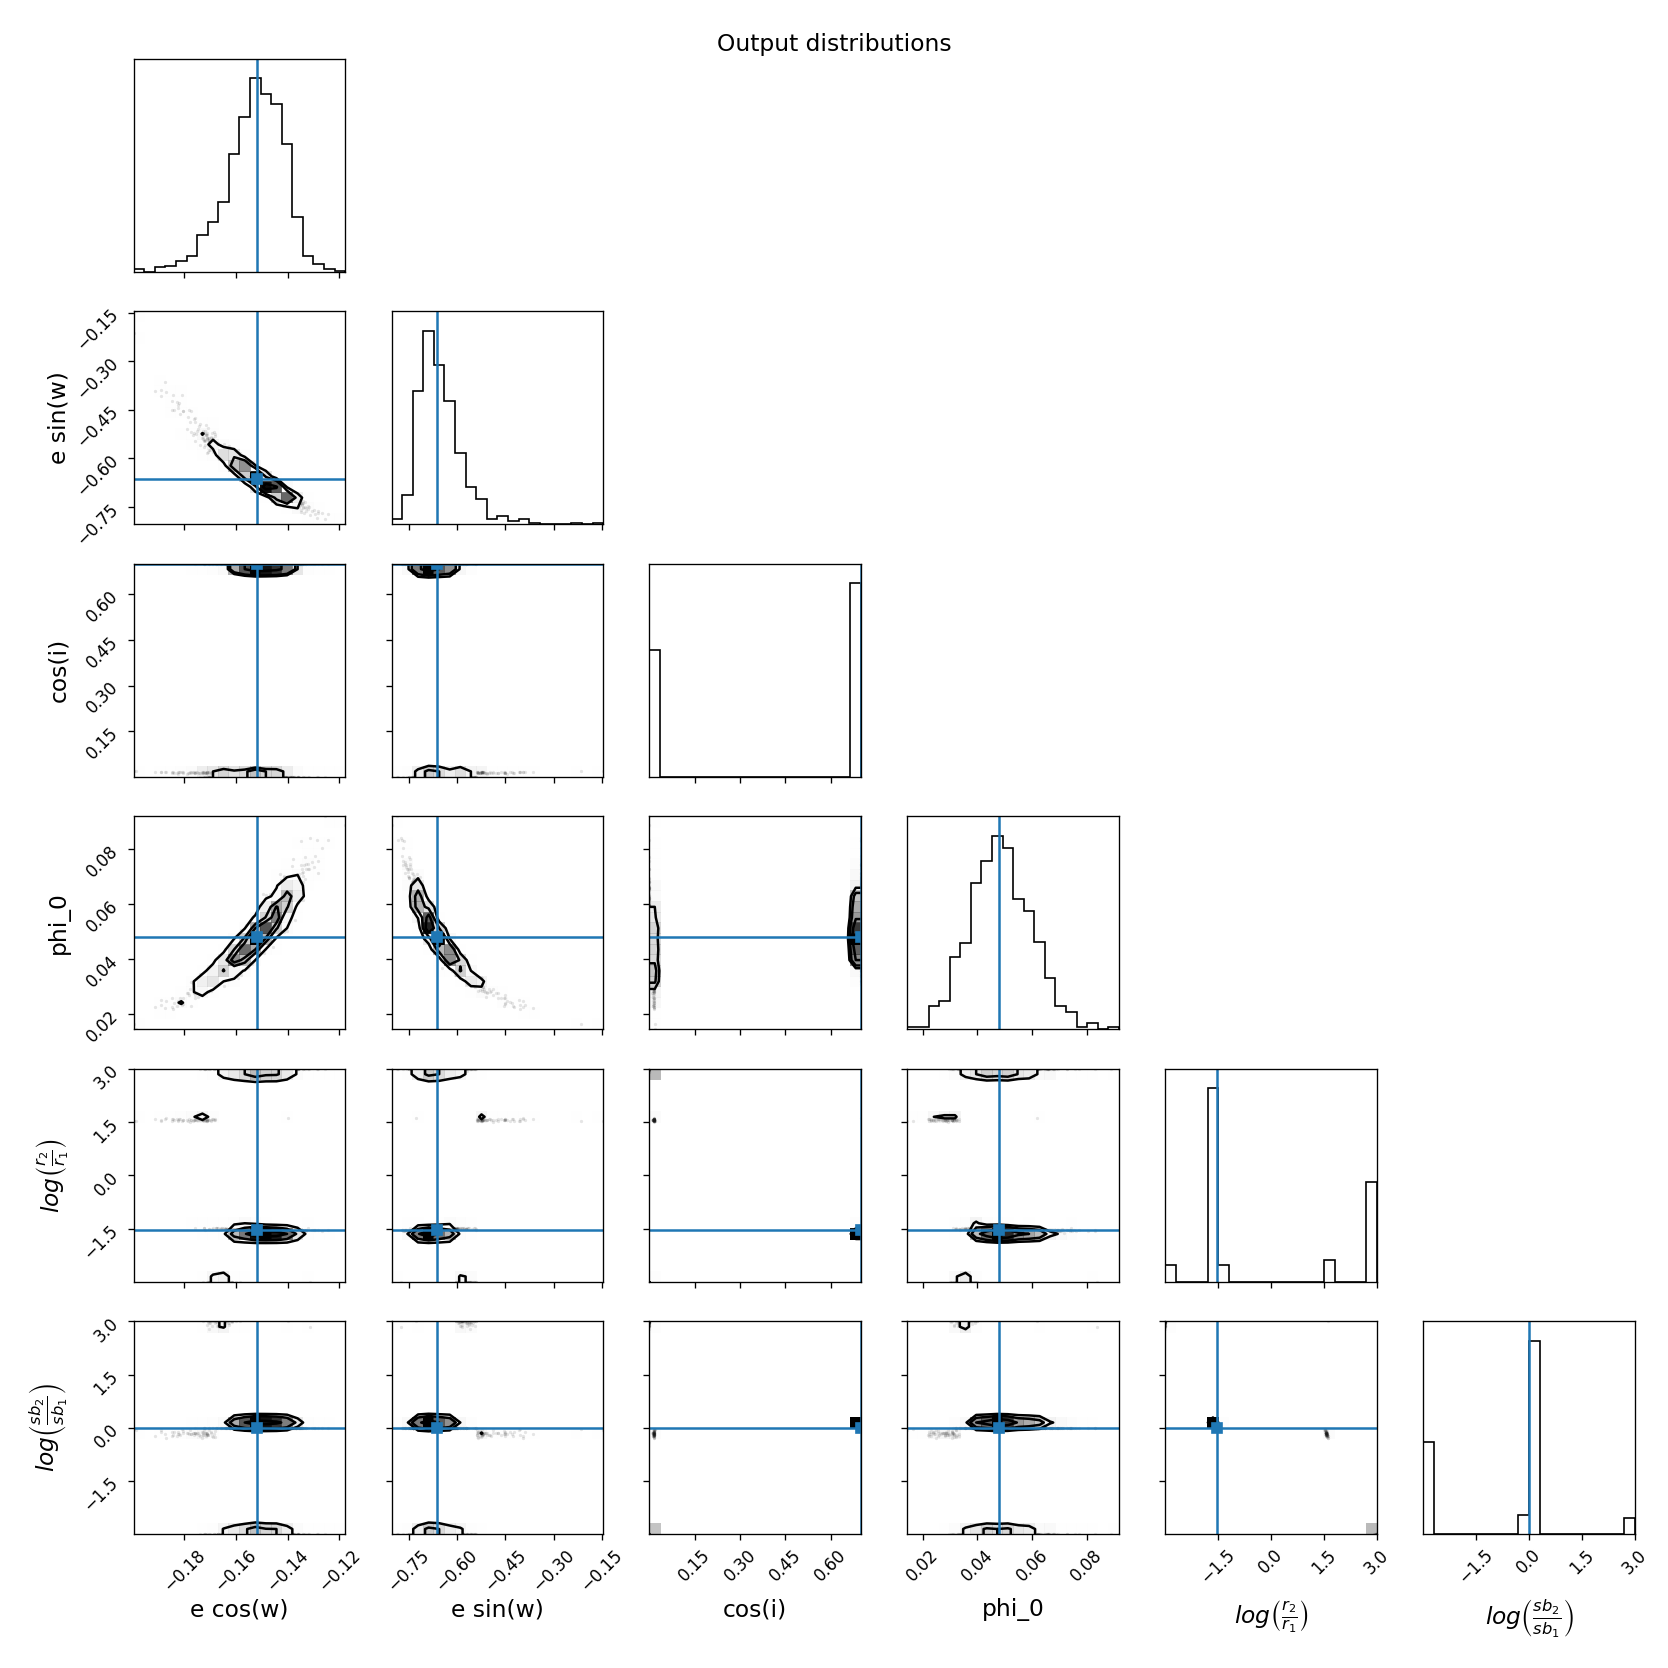 Output distributions
e sin(w)
−0.15
−0.30
−0.45
−0.60
−0.75
cos(i)
0.60
0.45
0.30
0.15
phi_0
0.08
0.06
0.04
0.02
log(r₂/r₁)
3.0
1.5
0.0
−1.5
log(sb₂/sb₁)
3.0
1.5
0.0
−1.5
−0.18 −0.16 −0.14 −0.12 −0.75 −0.60 −0.45 −0.30 −0.15 0.15 0.30 0.45 0.60 0.02 0.04 0.06 0.08 −1.5 0.0 1.5 3.0 −1.5 0.0 1.5 3.0
e cos(w) e sin(w) cos(i) phi_0 log(r₂/r₁) log(sb₂/sb₁)